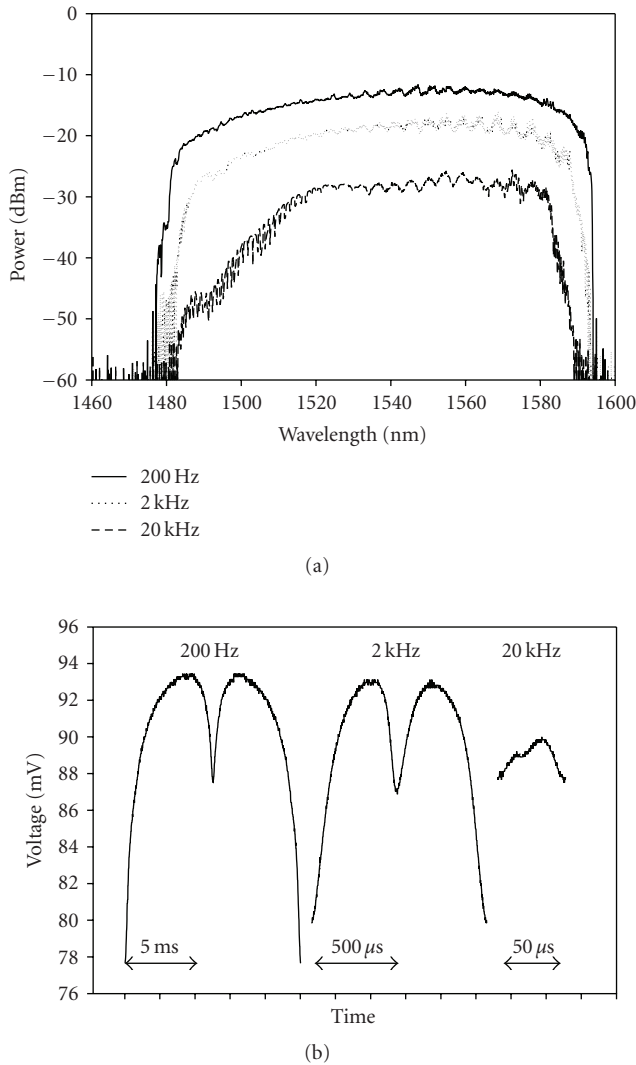 0
−10
−20
−30
−40
−50
−60
Power (dBm)
1460 1480 1500 1520 1540 1560 1580 1600
Wavelength (nm)
200 Hz
2 kHz
20 kHz
(a)
96
94
92
90
88
86
84
82
80
78
76
Voltage (mV)
200 Hz 2 kHz 20 kHz
5 ms 500 µs 50 µs
Time
(b)